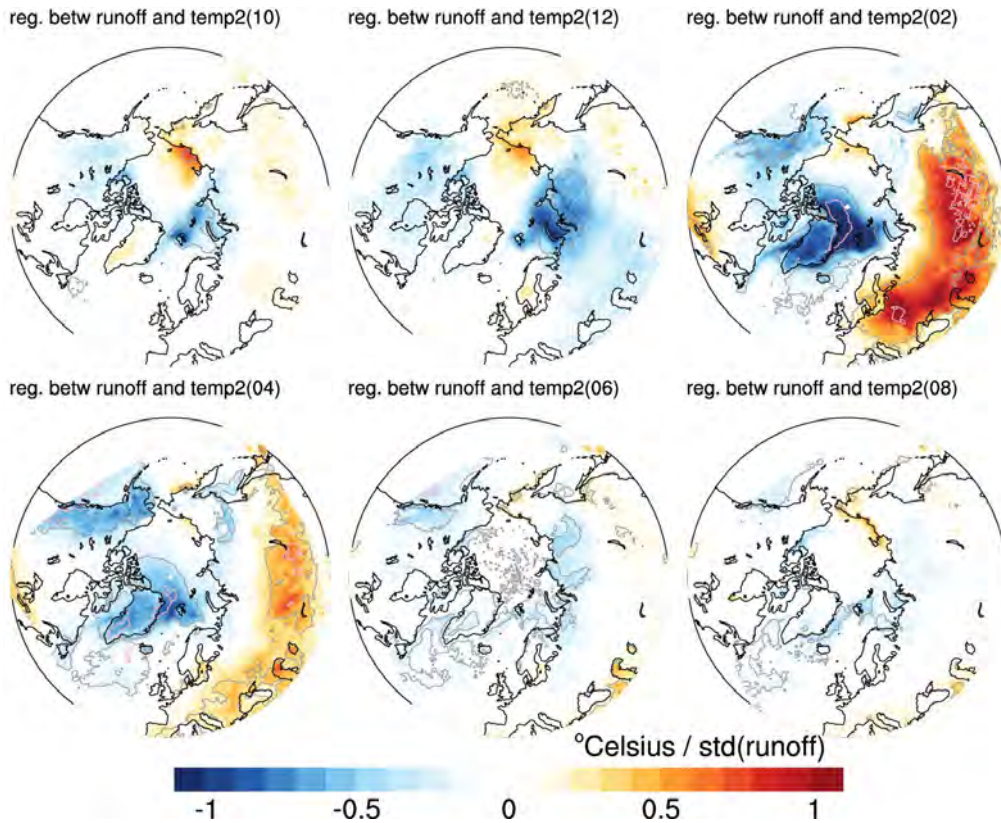 reg. betw runoff and temp2(10)
reg. betw runoff and temp2(12)
reg. betw runoff and temp2(02)
reg. betw runoff and temp2(04)
reg. betw runoff and temp2(06)
reg. betw runoff and temp2(08)
°Celsius / std(runoff)
-1 -0.5 0 0.5 1